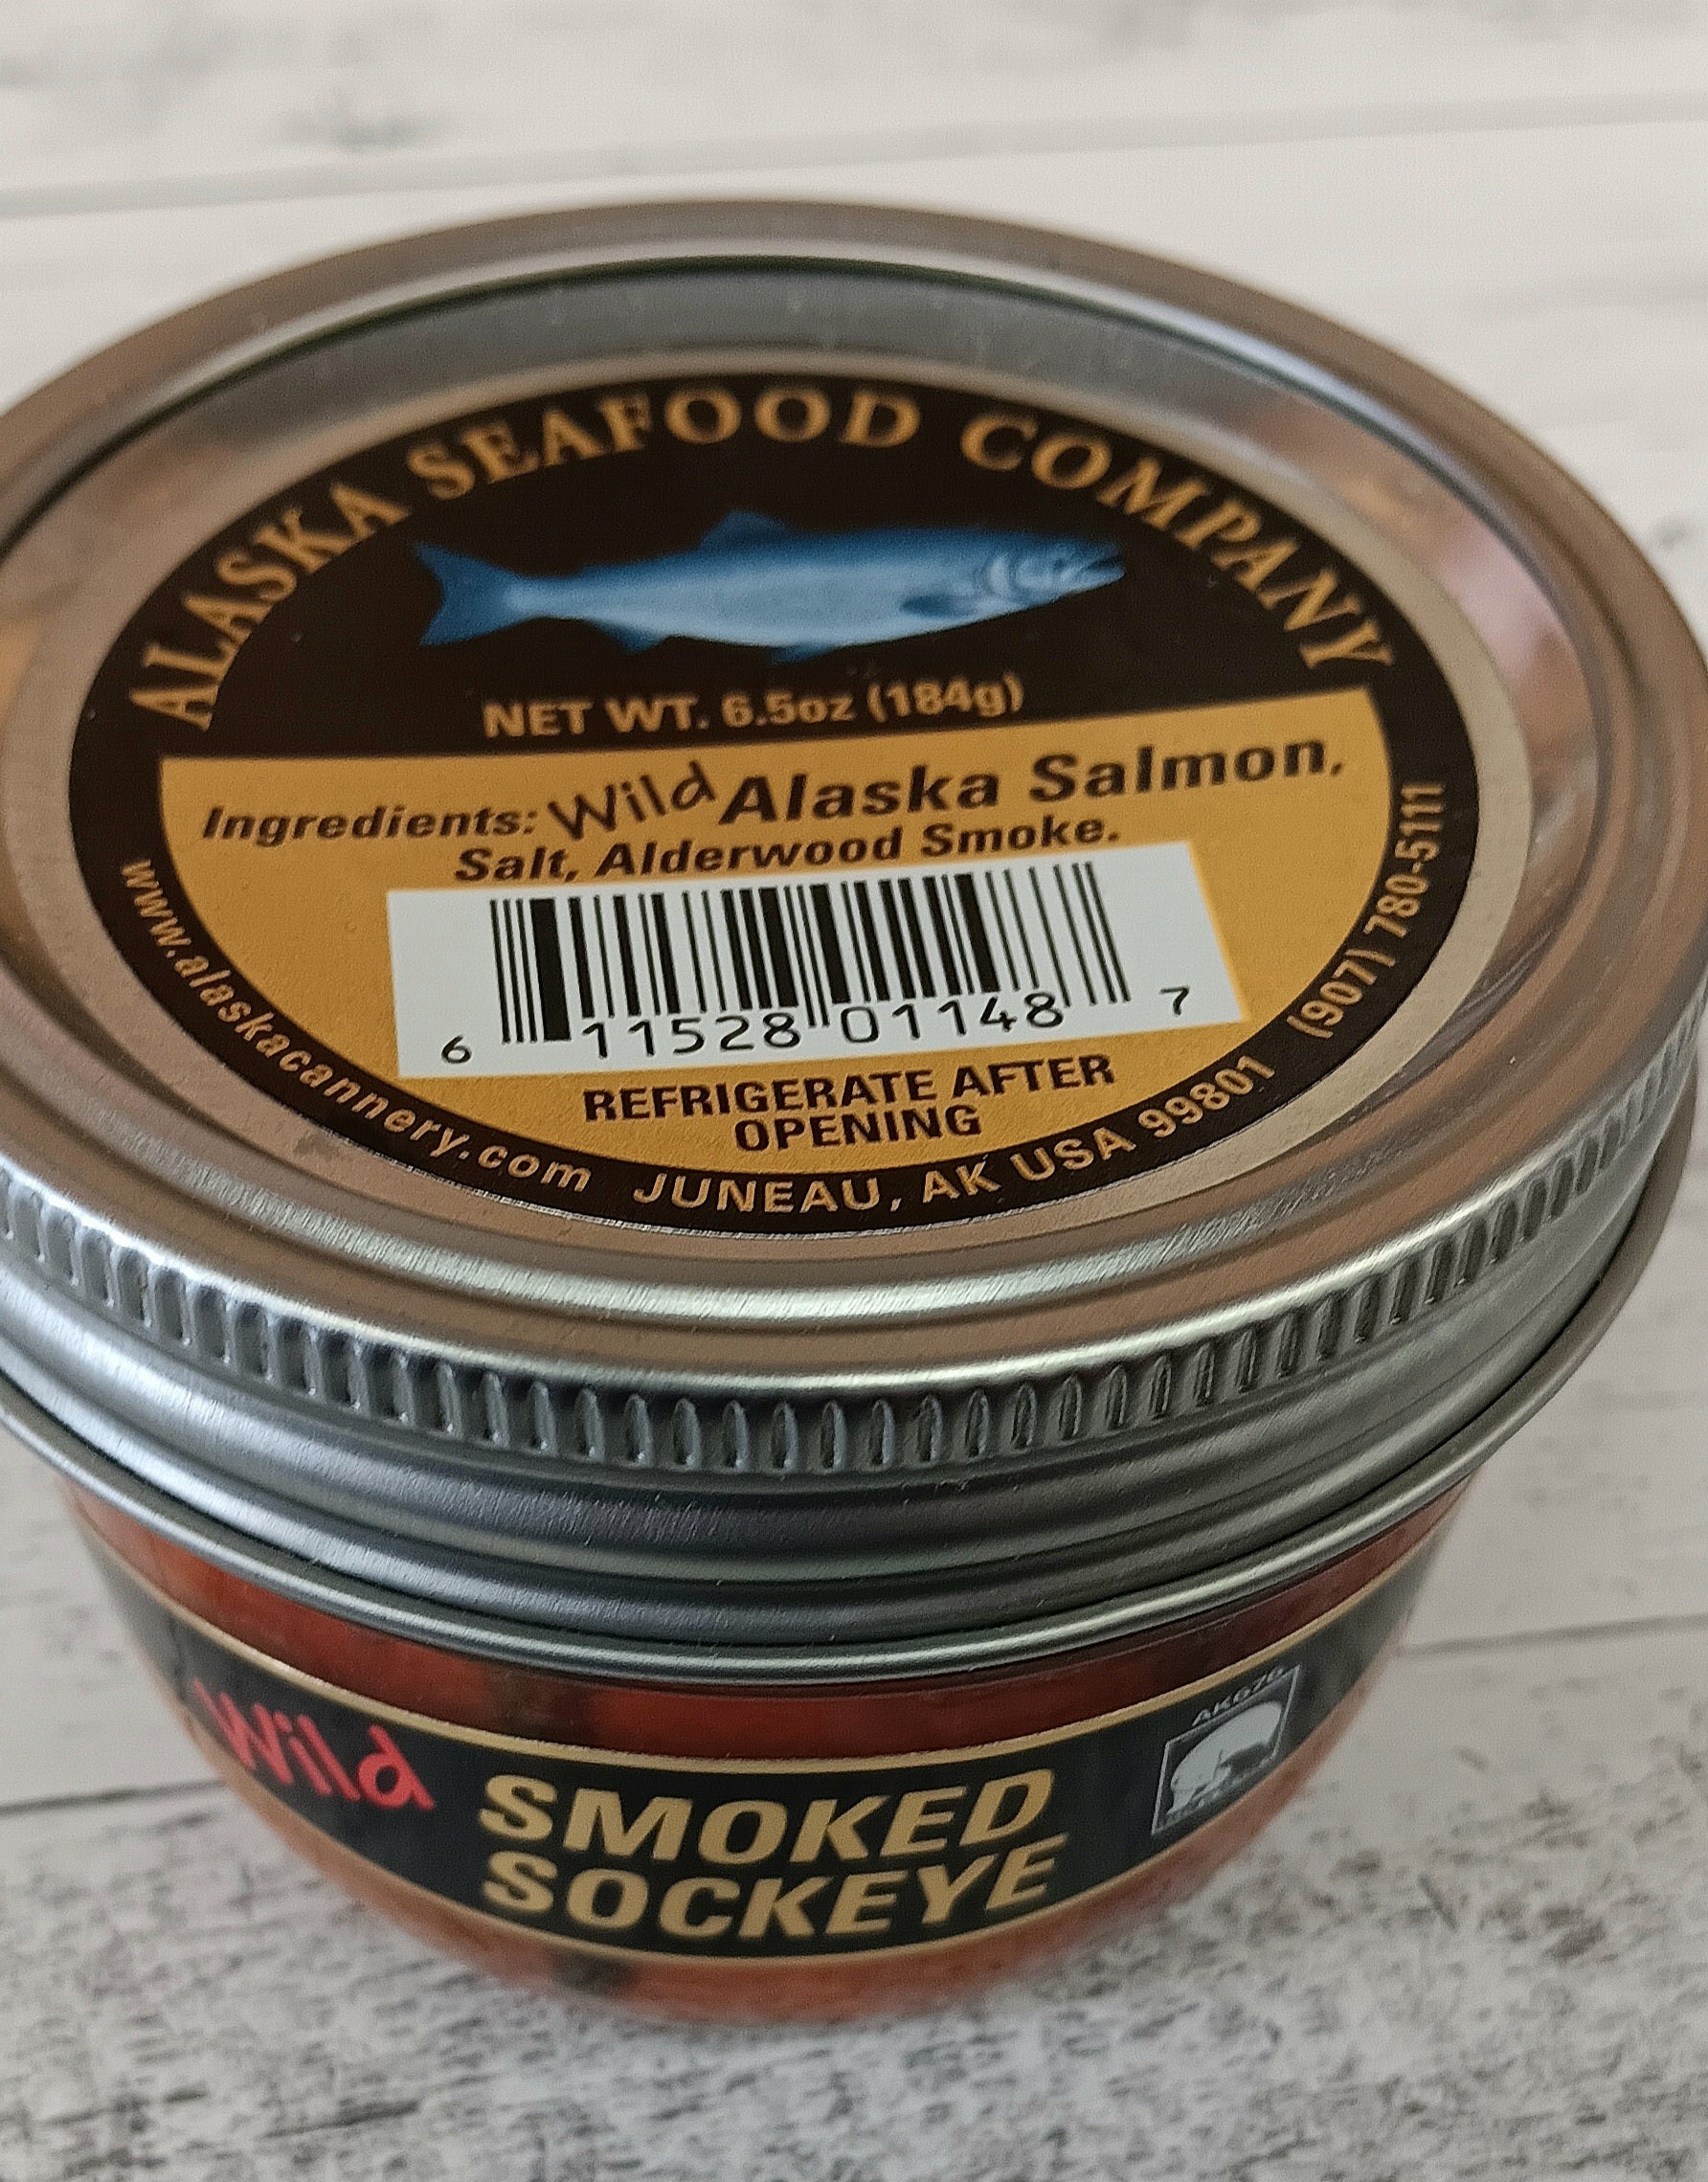 ALASKA SEAFOOD COMPANY
NET WT. 6.5oz (184g)
Ingredients: Wild Alaska Salmon,
Salt, Alderwood Smoke.
6 11528 01148 7
REFRIGERATE AFTER
OPENING
www.alaskacannery.com JUNEAU, AK USA 99801 (907) 780-5111
Wild
SMOKED
SOCKEYE